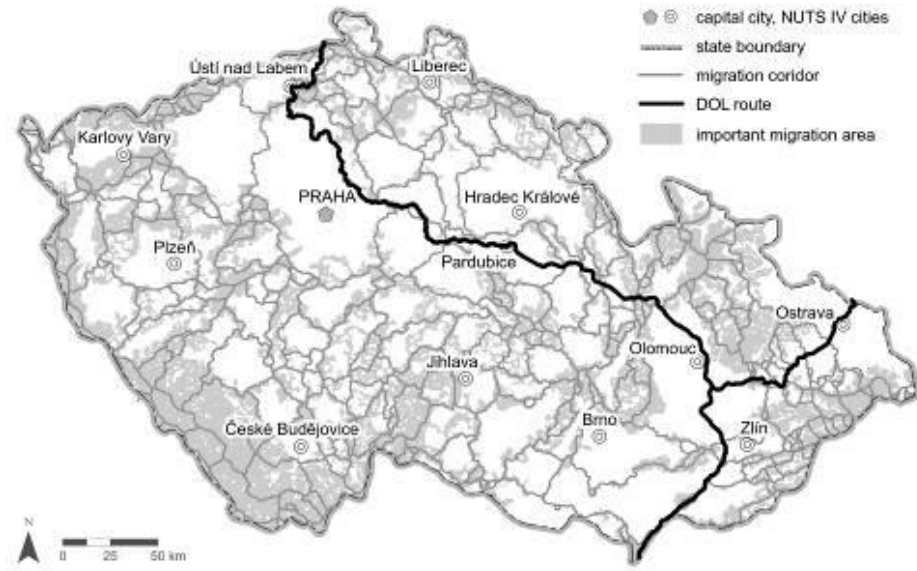 capital city, NUTS IV cities
state boundary
migration coridor
DOL route
important migration area
Ústí nad Labem
Liberec
Karlovy Vary
PRAHA
Hradec Králové
Plzeň
Pardubice
Ostrava
Olomouc
Jihlava
Brno
Zlín
České Budějovice
N
0 25 50 km